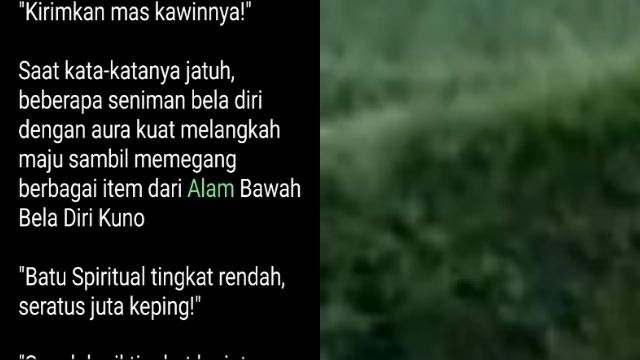 "Kirimkan mas kawinnya!"
Saat kata-katanya jatuh,
beberapa seniman bela diri
dengan aura kuat melangkah
maju sambil memegang
berbagai item dari Alam Bawah
Bela Diri Kuno
"Batu Spiritual tingkat rendah,
seratus juta keping!"